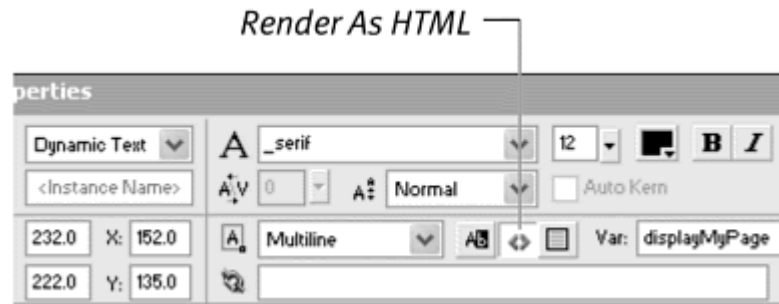 Render As HTML
perties
Dynamic Text A _serif 12 B I
<Instance Name> A V 0 A Normal Auto Kern
232.0 X: 152.0 A Multiline Ab <> Var: displayMyPage
222.0 Y: 135.0